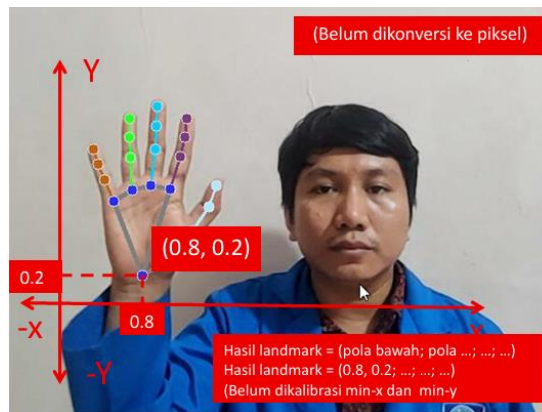 (Belum dikonversi ke piksel)
Y
(0.8, 0.2)
0.2
-X
0.8
X
-Y
Hasil landmark = (pola bawah; pola ...; ...; ...)
Hasil landmark = (0.8, 0.2; ...; ...; ...)
(Belum dikalibrasi min-x dan min-y